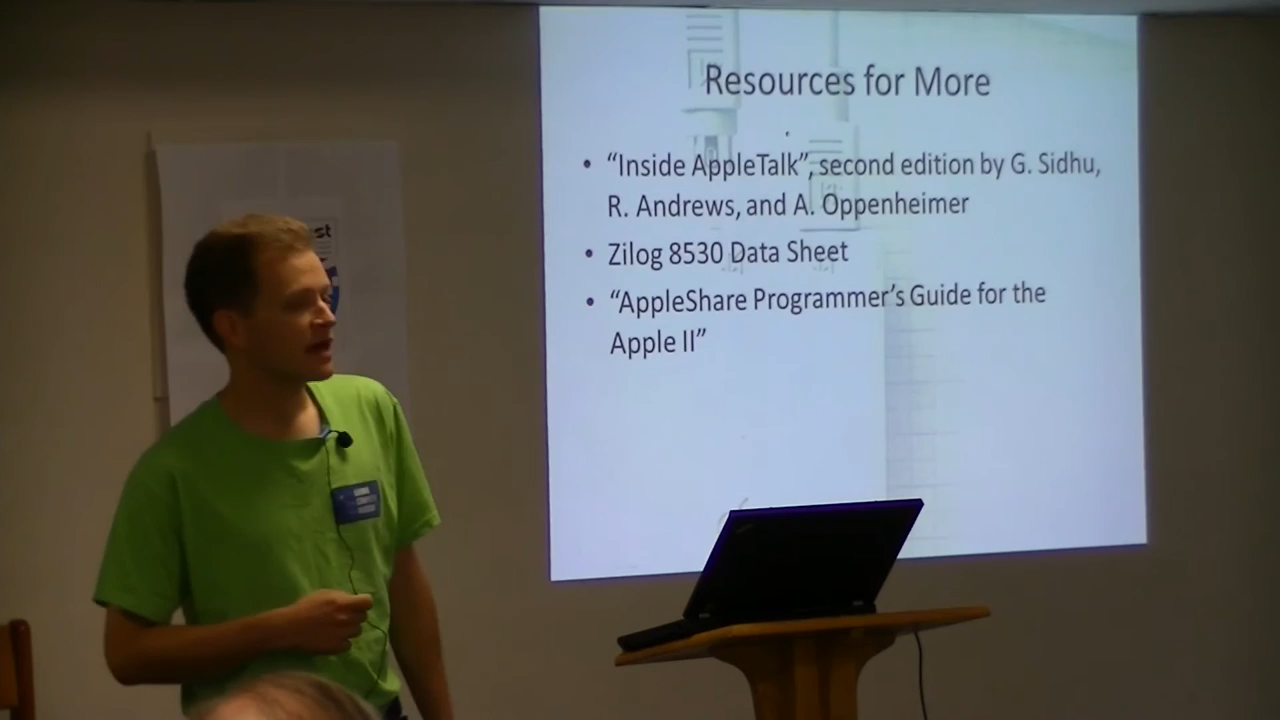 Resources for More
• “Inside AppleTalk”, second edition by G. Sidhu,
R. Andrews, and A. Oppenheimer
• Zilog 8530 Data Sheet
• “AppleShare Programmer’s Guide for the
Apple II”
st